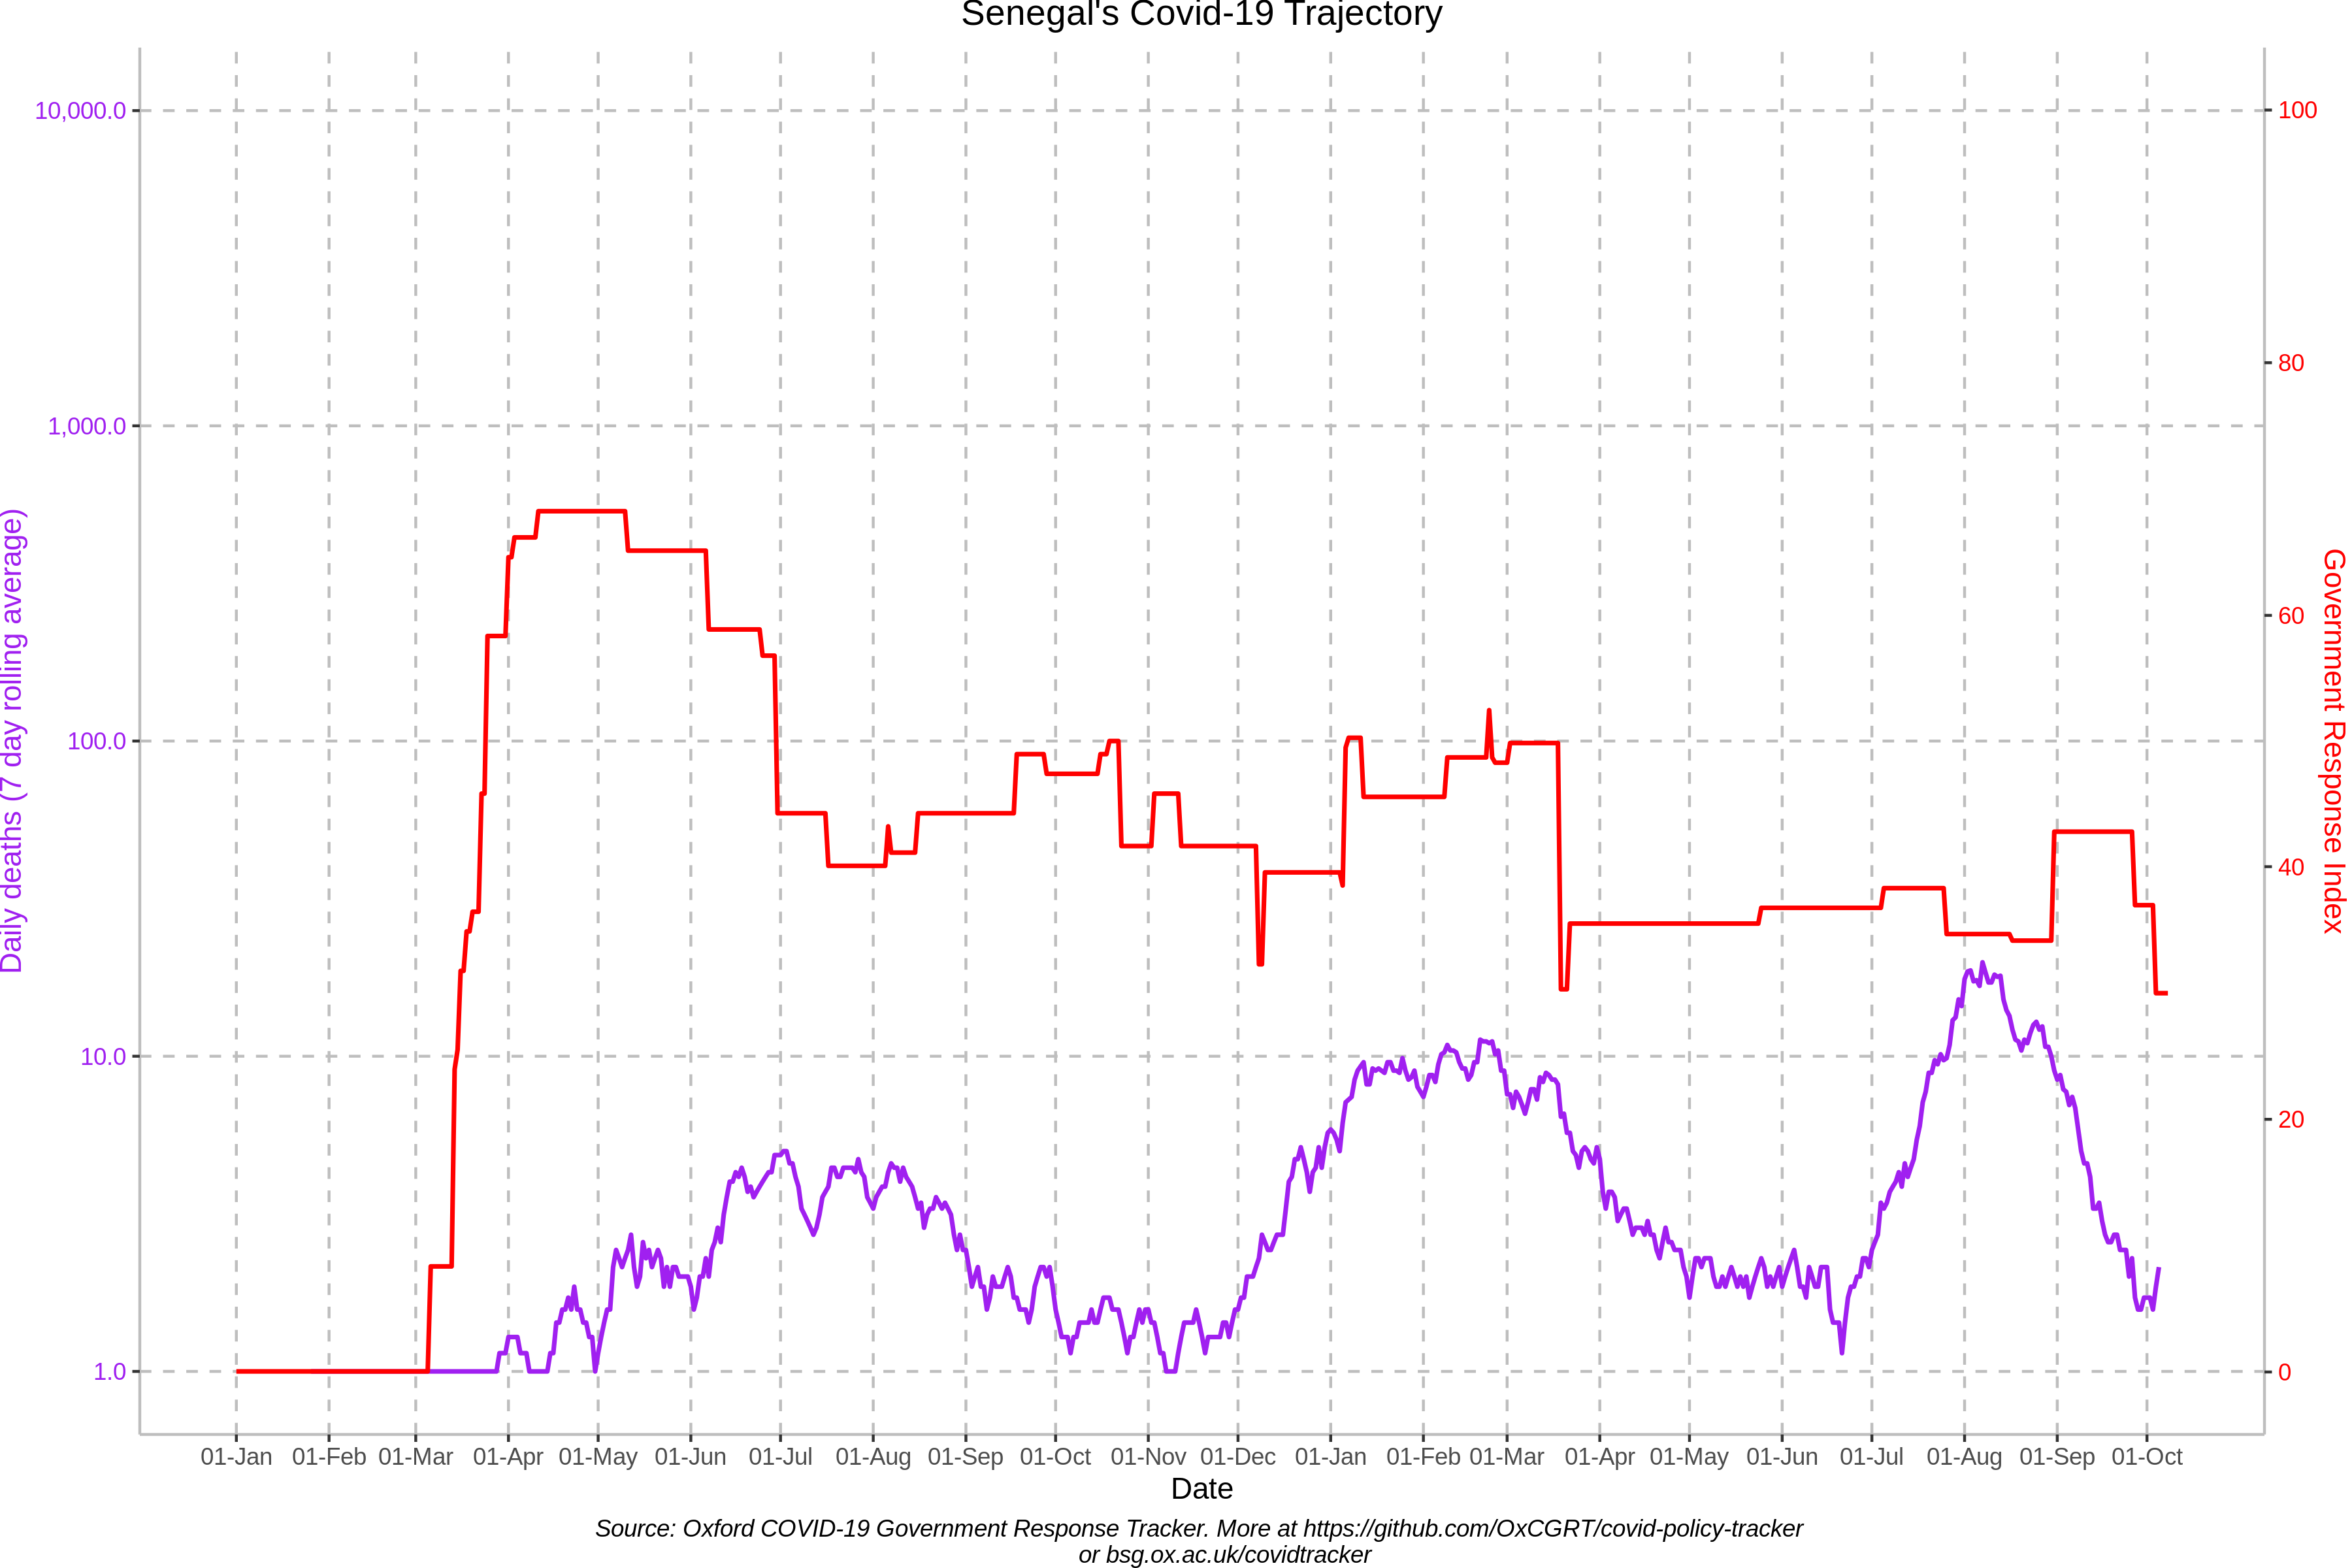 Senegal's Covid-19 Trajectory
10,000.0
1,000.0
100.0
10.0
1.0
Daily deaths (7 day rolling average)
100
80
60
40
20
0
Government Response Index
01-Jan 01-Feb 01-Mar 01-Apr 01-May 01-Jun 01-Jul 01-Aug 01-Sep 01-Oct 01-Nov 01-Dec 01-Jan 01-Feb 01-Mar 01-Apr 01-May 01-Jun 01-Jul 01-Aug 01-Sep 01-Oct
Date
Source: Oxford COVID-19 Government Response Tracker. More at https://github.com/OxCGRT/covid-policy-tracker
or bsg.ox.ac.uk/covidtracker